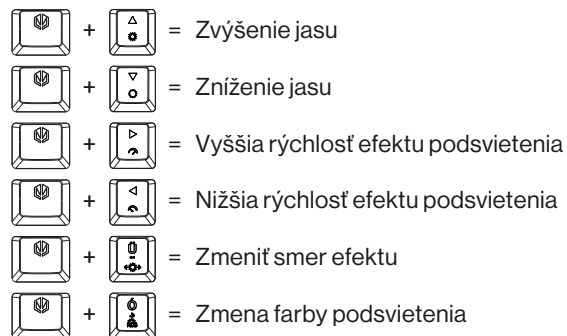 + = Zvýšenie jasu
+ = Zníženie jasu
+ = Vyššia rýchlosť efektu podsvietenia
+ = Nižšia rýchlosť efektu podsvietenia
+ = Zmeniť smer efektu
+ = Zmena farby podsvietenia